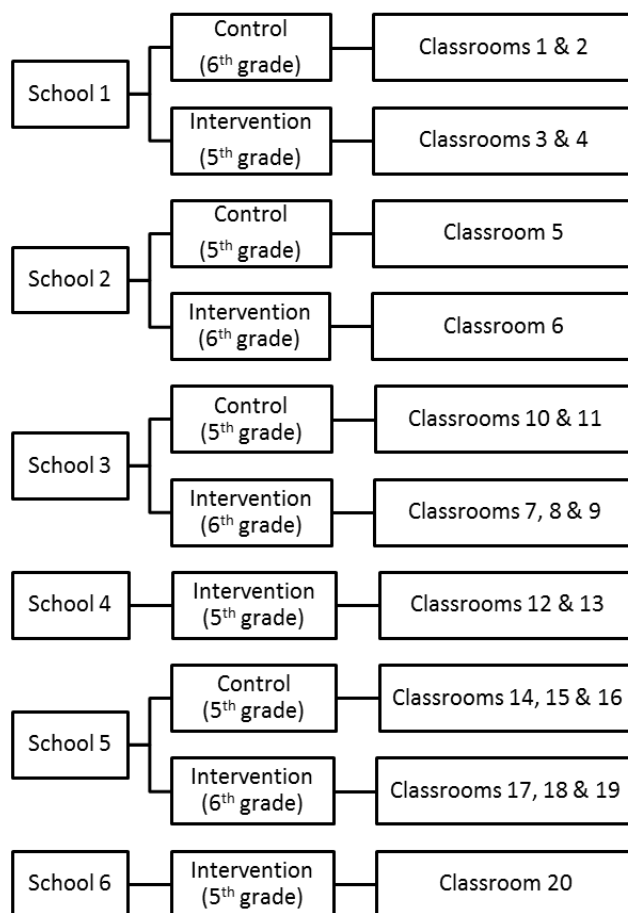 School 1
Control
(6th grade)
Classrooms 1 & 2
Intervention
(5th grade)
Classrooms 3 & 4
School 2
Control
(5th grade)
Classroom 5
Intervention
(6th grade)
Classroom 6
School 3
Control
(5th grade)
Classrooms 10 & 11
Intervention
(6th grade)
Classrooms 7, 8 & 9
School 4
Intervention
(5th grade)
Classrooms 12 & 13
School 5
Control
(5th grade)
Classrooms 14, 15 & 16
Intervention
(6th grade)
Classrooms 17, 18 & 19
School 6
Intervention
(5th grade)
Classroom 20